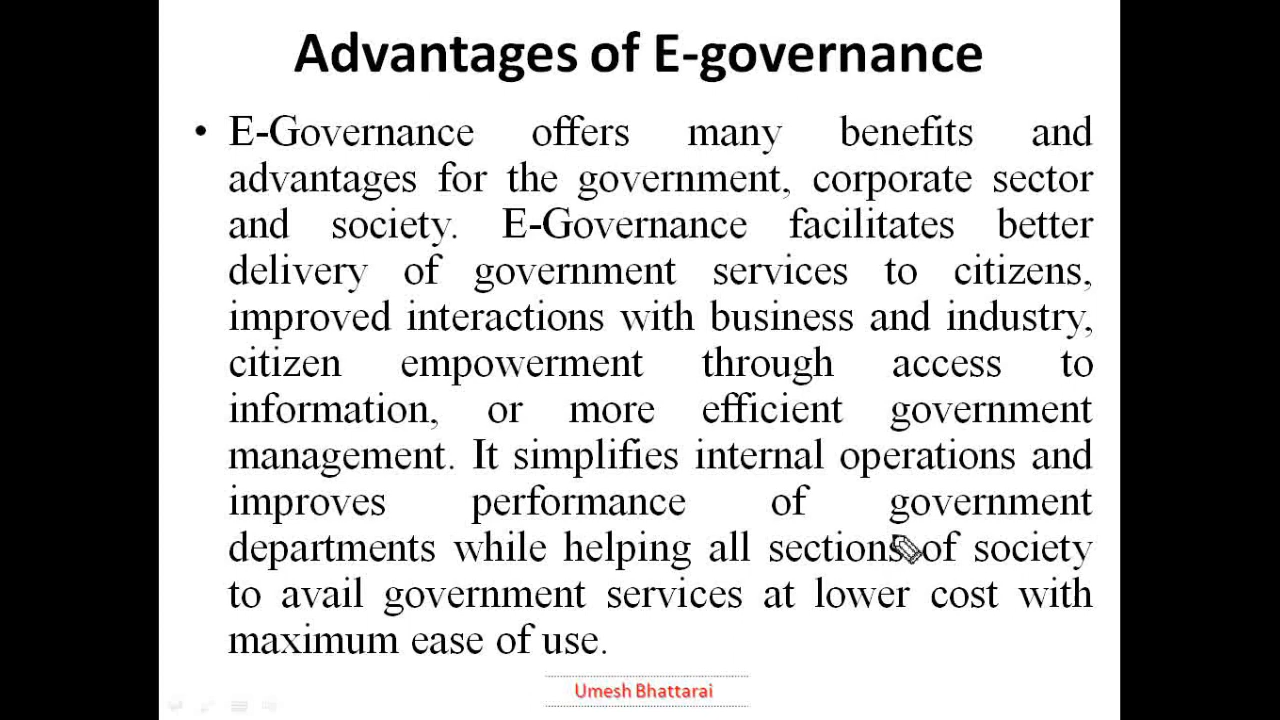 Advantages of E-governance
• E-Governance offers many benefits and
advantages for the government, corporate sector
and society. E-Governance facilitates better
delivery of government services to citizens,
improved interactions with business and industry,
citizen empowerment through access to
information, or more efficient government
management. It simplifies internal operations and
improves performance of government
departments while helping all sections of society
to avail government services at lower cost with
maximum ease of use.
Umesh Bhattarai